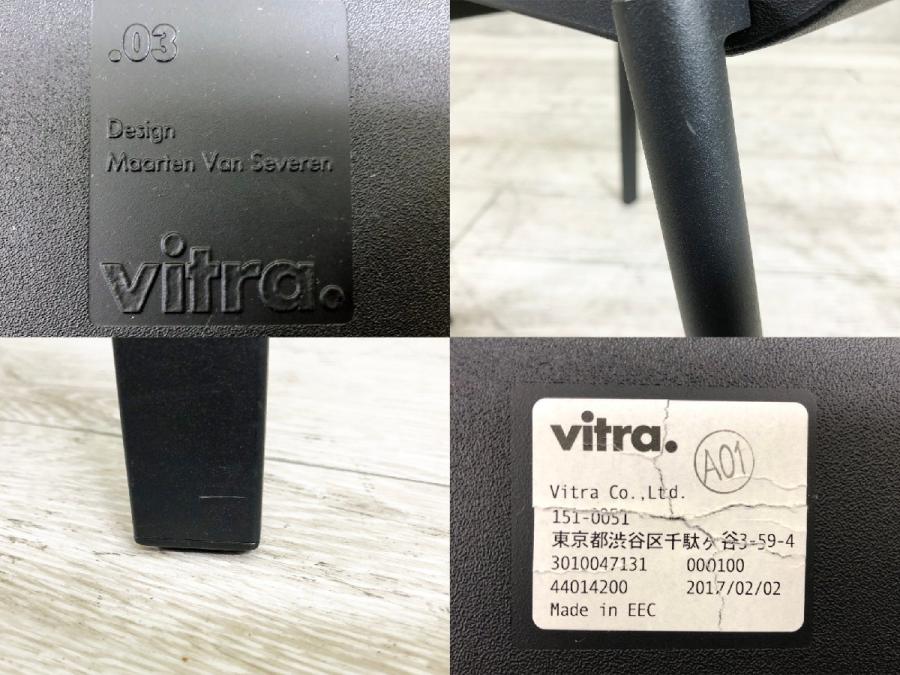 .03
Design
Maarten Van Severen
vitra.
vitra.
A01
Vitra Co.,Ltd.
151-0051
東京都渋谷区千駄ヶ谷3-59-4
3010047131 000100
44014200 2017/02/02
Made in EEC